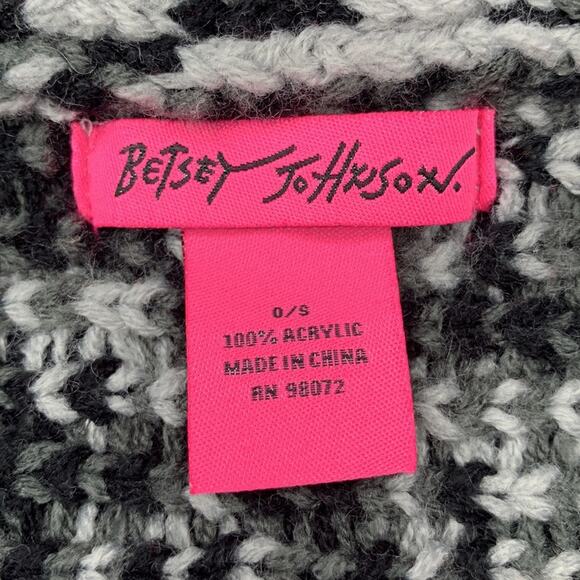 BETSEY JOHNSON.
O/S
100% ACRYLIC
MADE IN CHINA
RN 98072